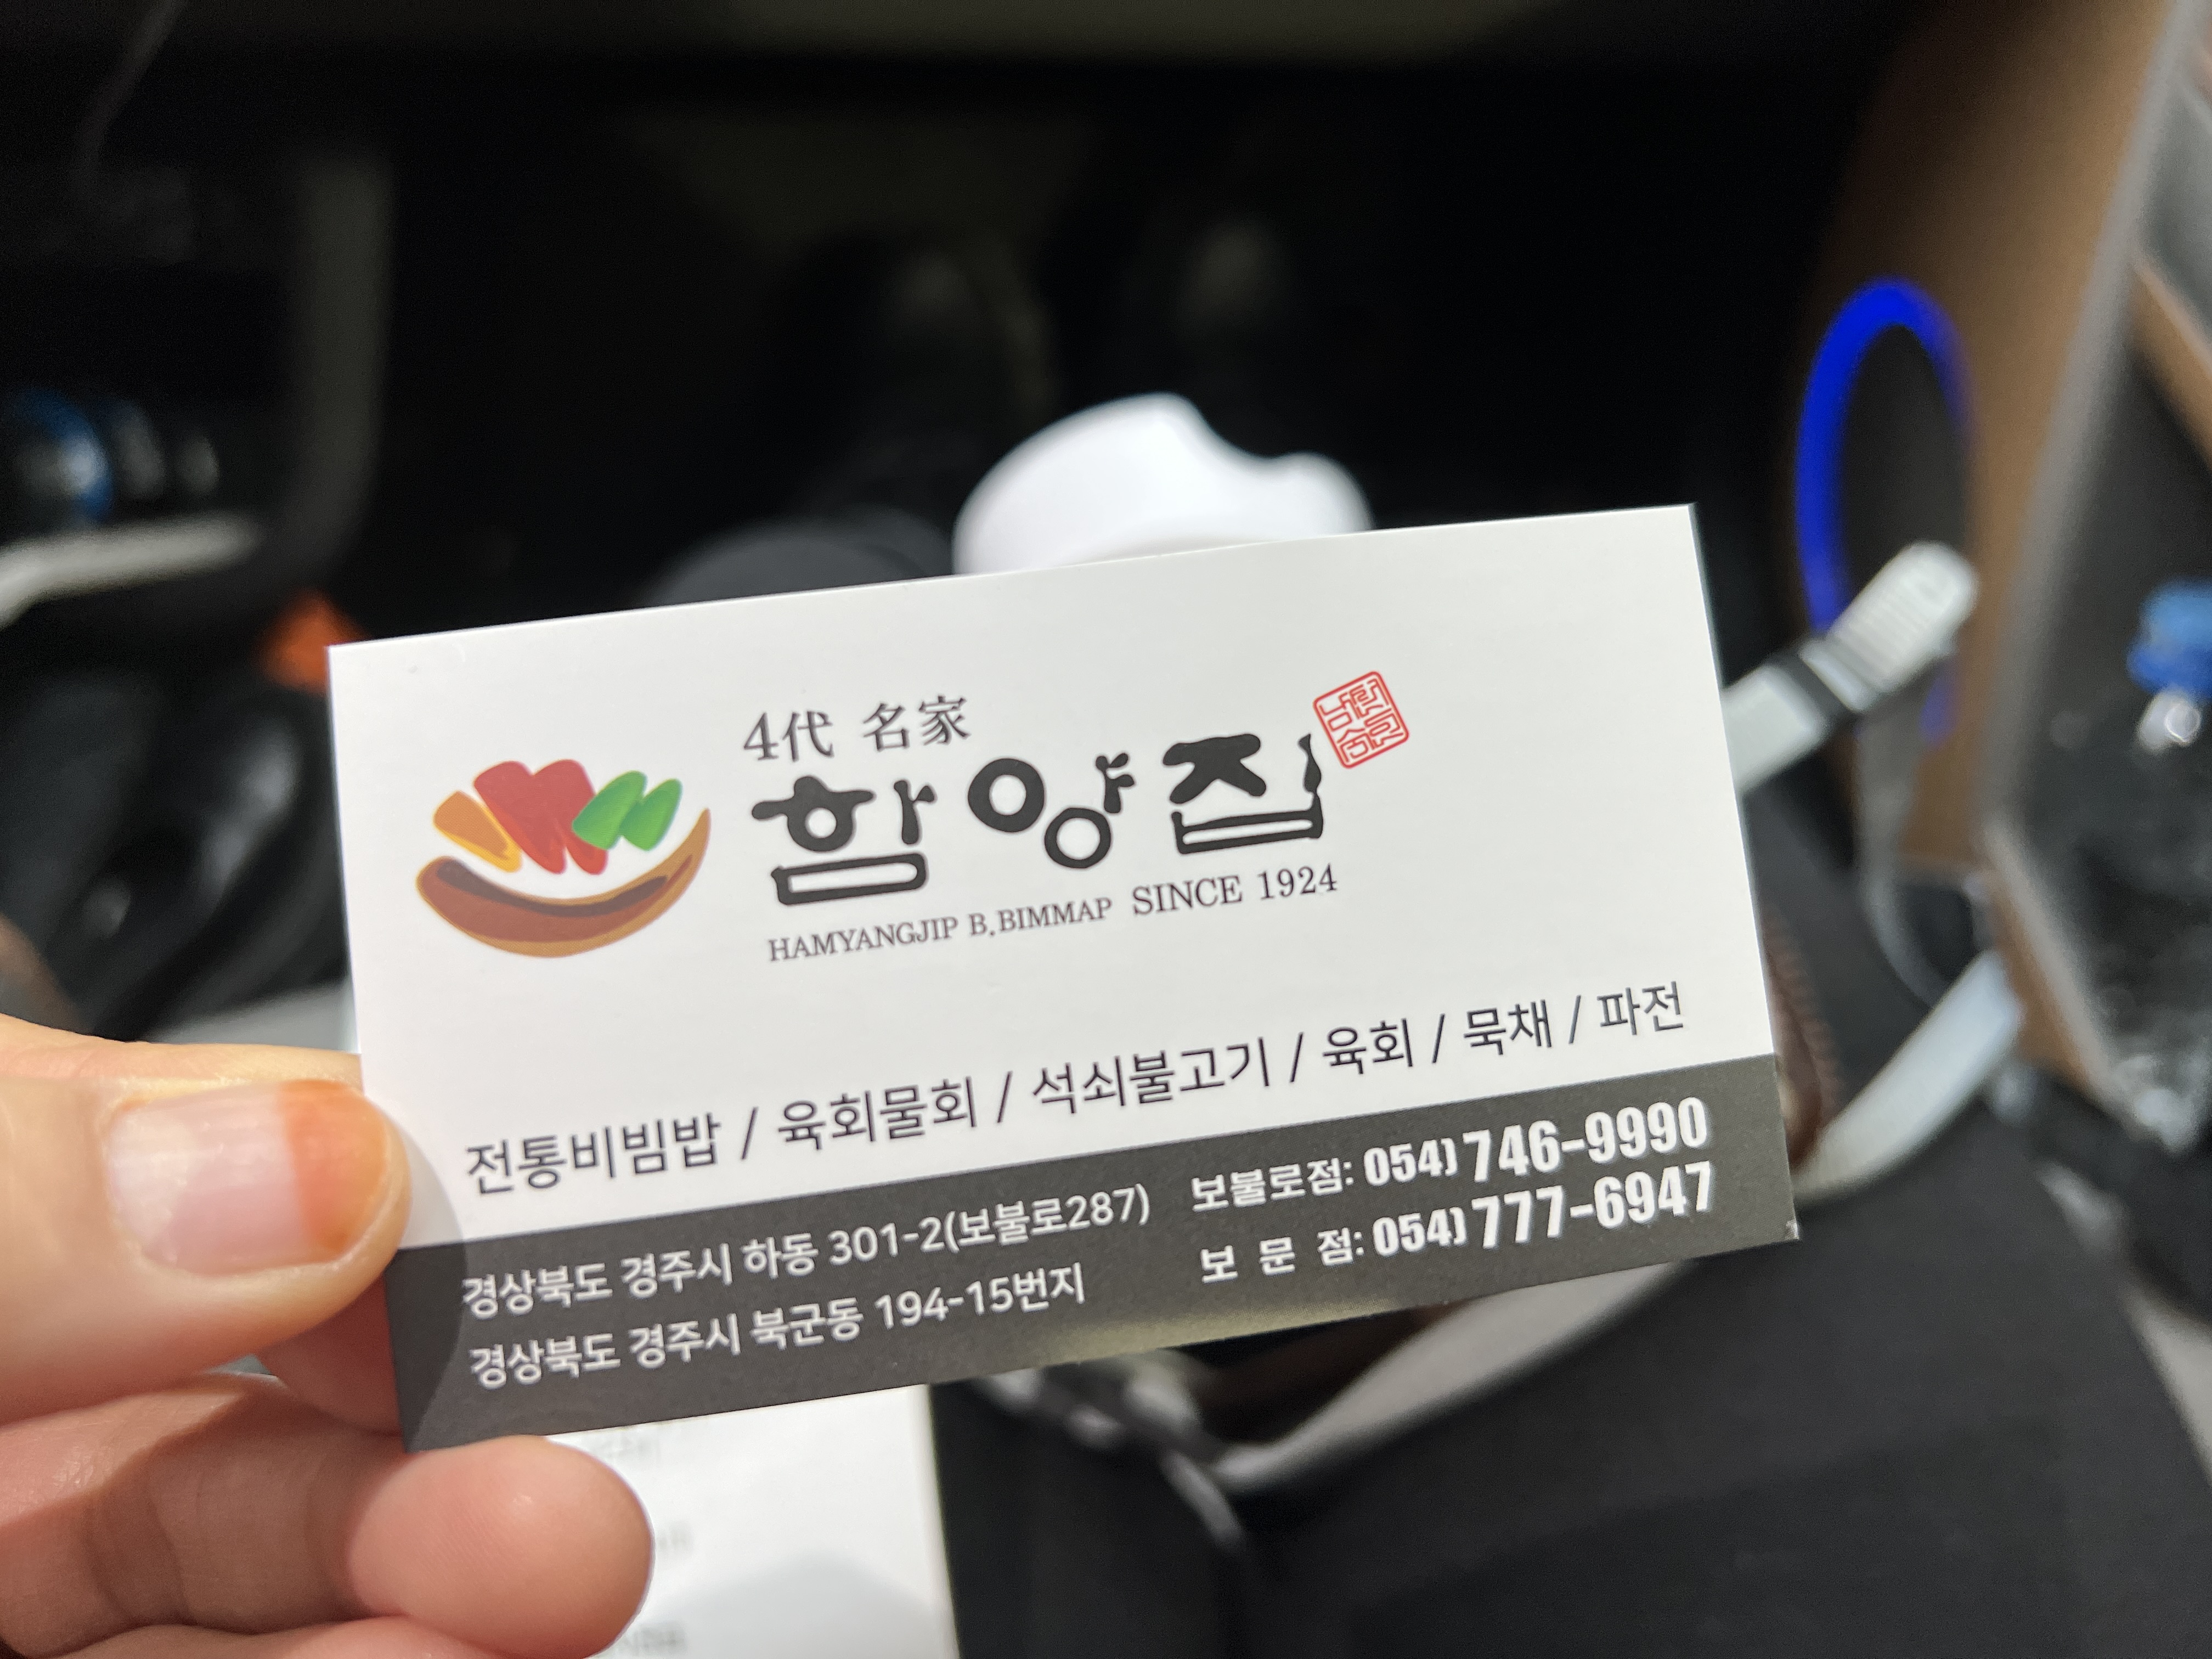 4代 名家
함양집
HAMYANGJIP B.BIMMAP SINCE 1924
전통비빔밥 / 육회물회 / 석쇠불고기 / 육회 / 묵채 / 파전
경상북도 경주시 하동 301-2(보불로287) 보불로점: 054) 746-9990
경상북도 경주시 북군동 194-15번지 보 문 점: 054) 777-6947